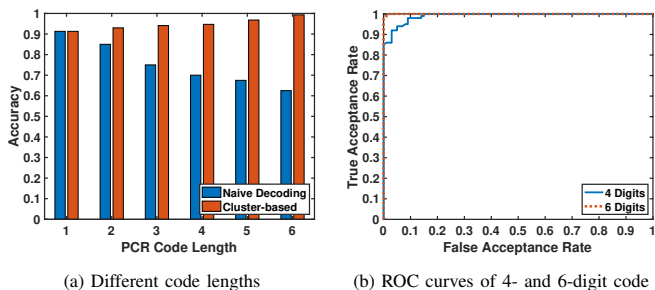 1
0.9
0.8
0.7
0.6
0.5
0.4
0.3
0.2
0.1
0
Accuracy
Naive Decoding
Cluster-based
1 2 3 4 5 6
PCR Code Length
(a) Different code lengths
1
0.9
0.8
0.7
0.6
0.5
0.4
0.3
0.2
0.1
0
True Acceptance Rate
4 Digits
6 Digits
0 0.1 0.2 0.3 0.4 0.5 0.6 0.7 0.8 0.9 1
False Acceptance Rate
(b) ROC curves of 4- and 6-digit code